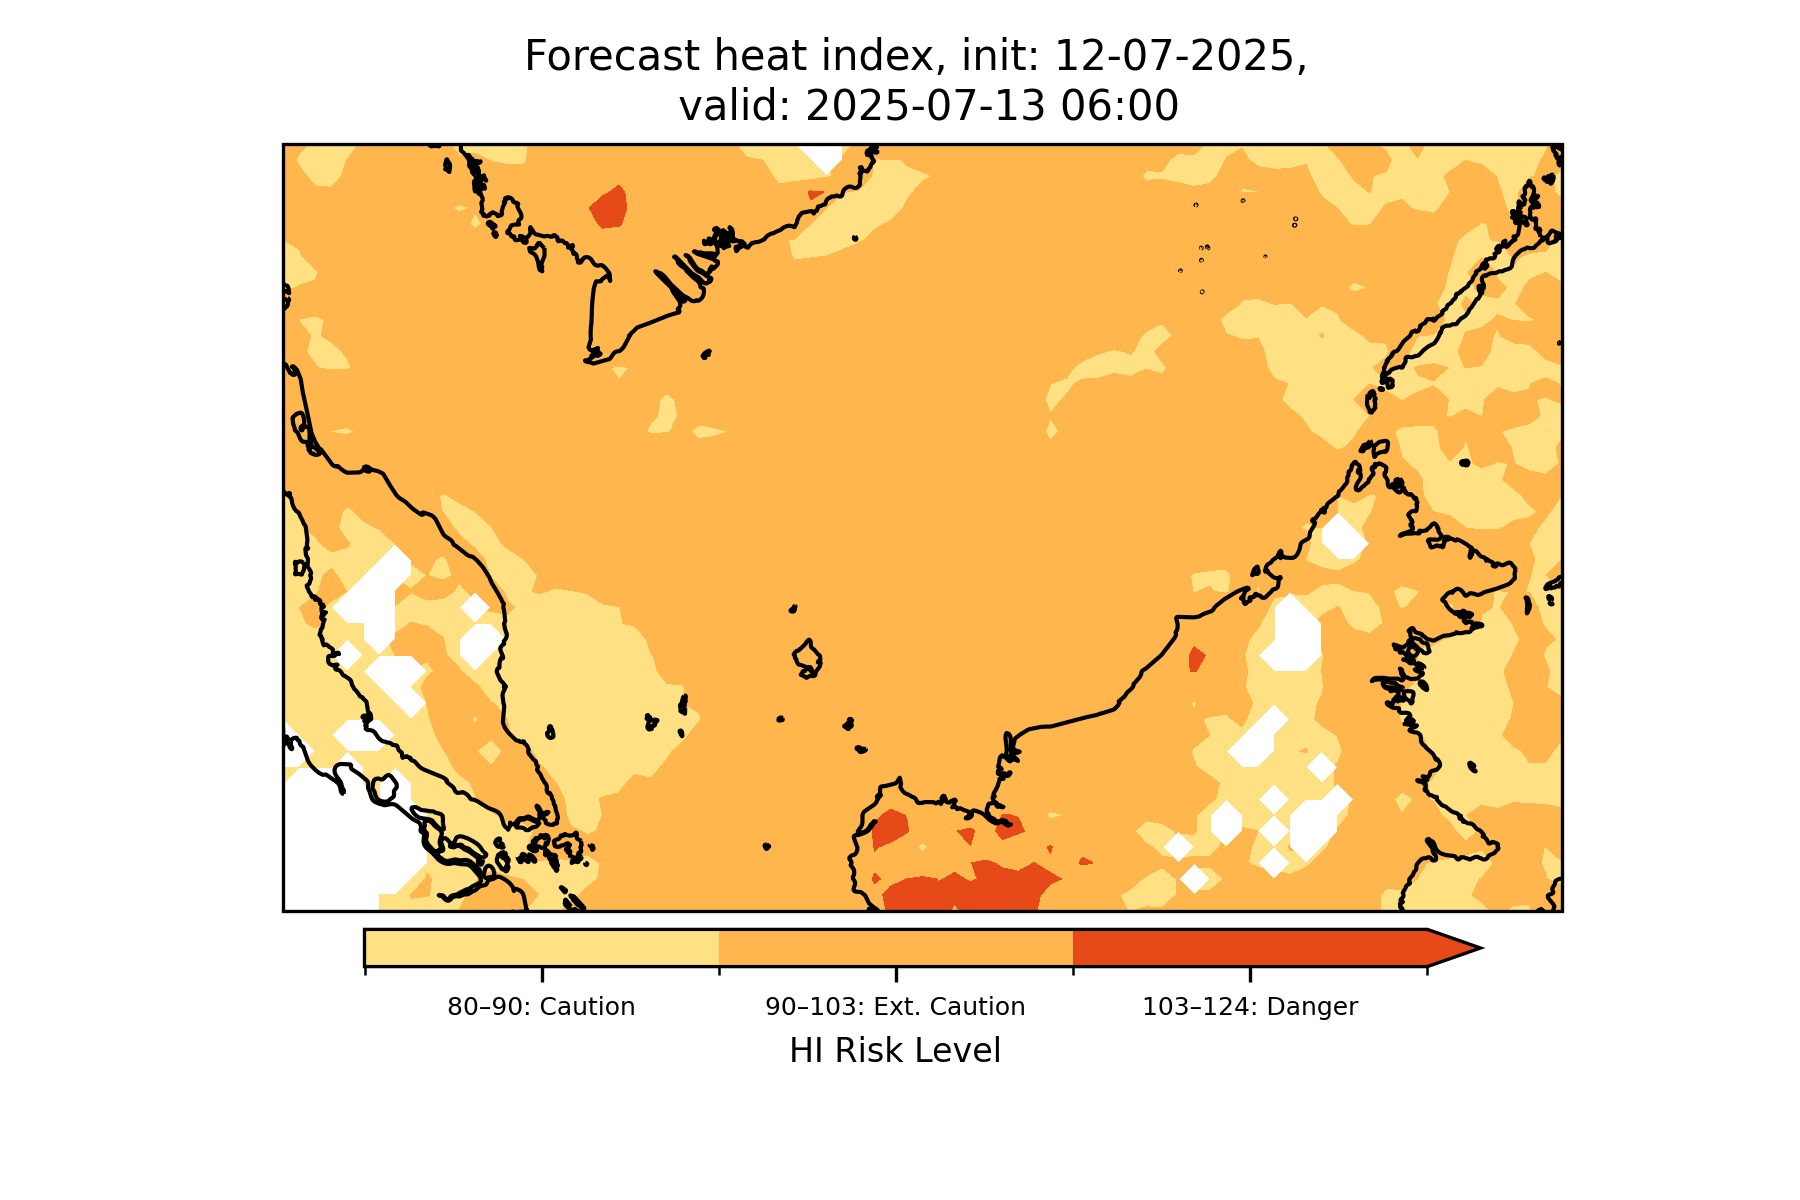 Forecast heat index, init: 12-07-2025,
valid: 2025-07-13 06:00
80–90: Caution
90–103: Ext. Caution
103–124: Danger
HI Risk Level